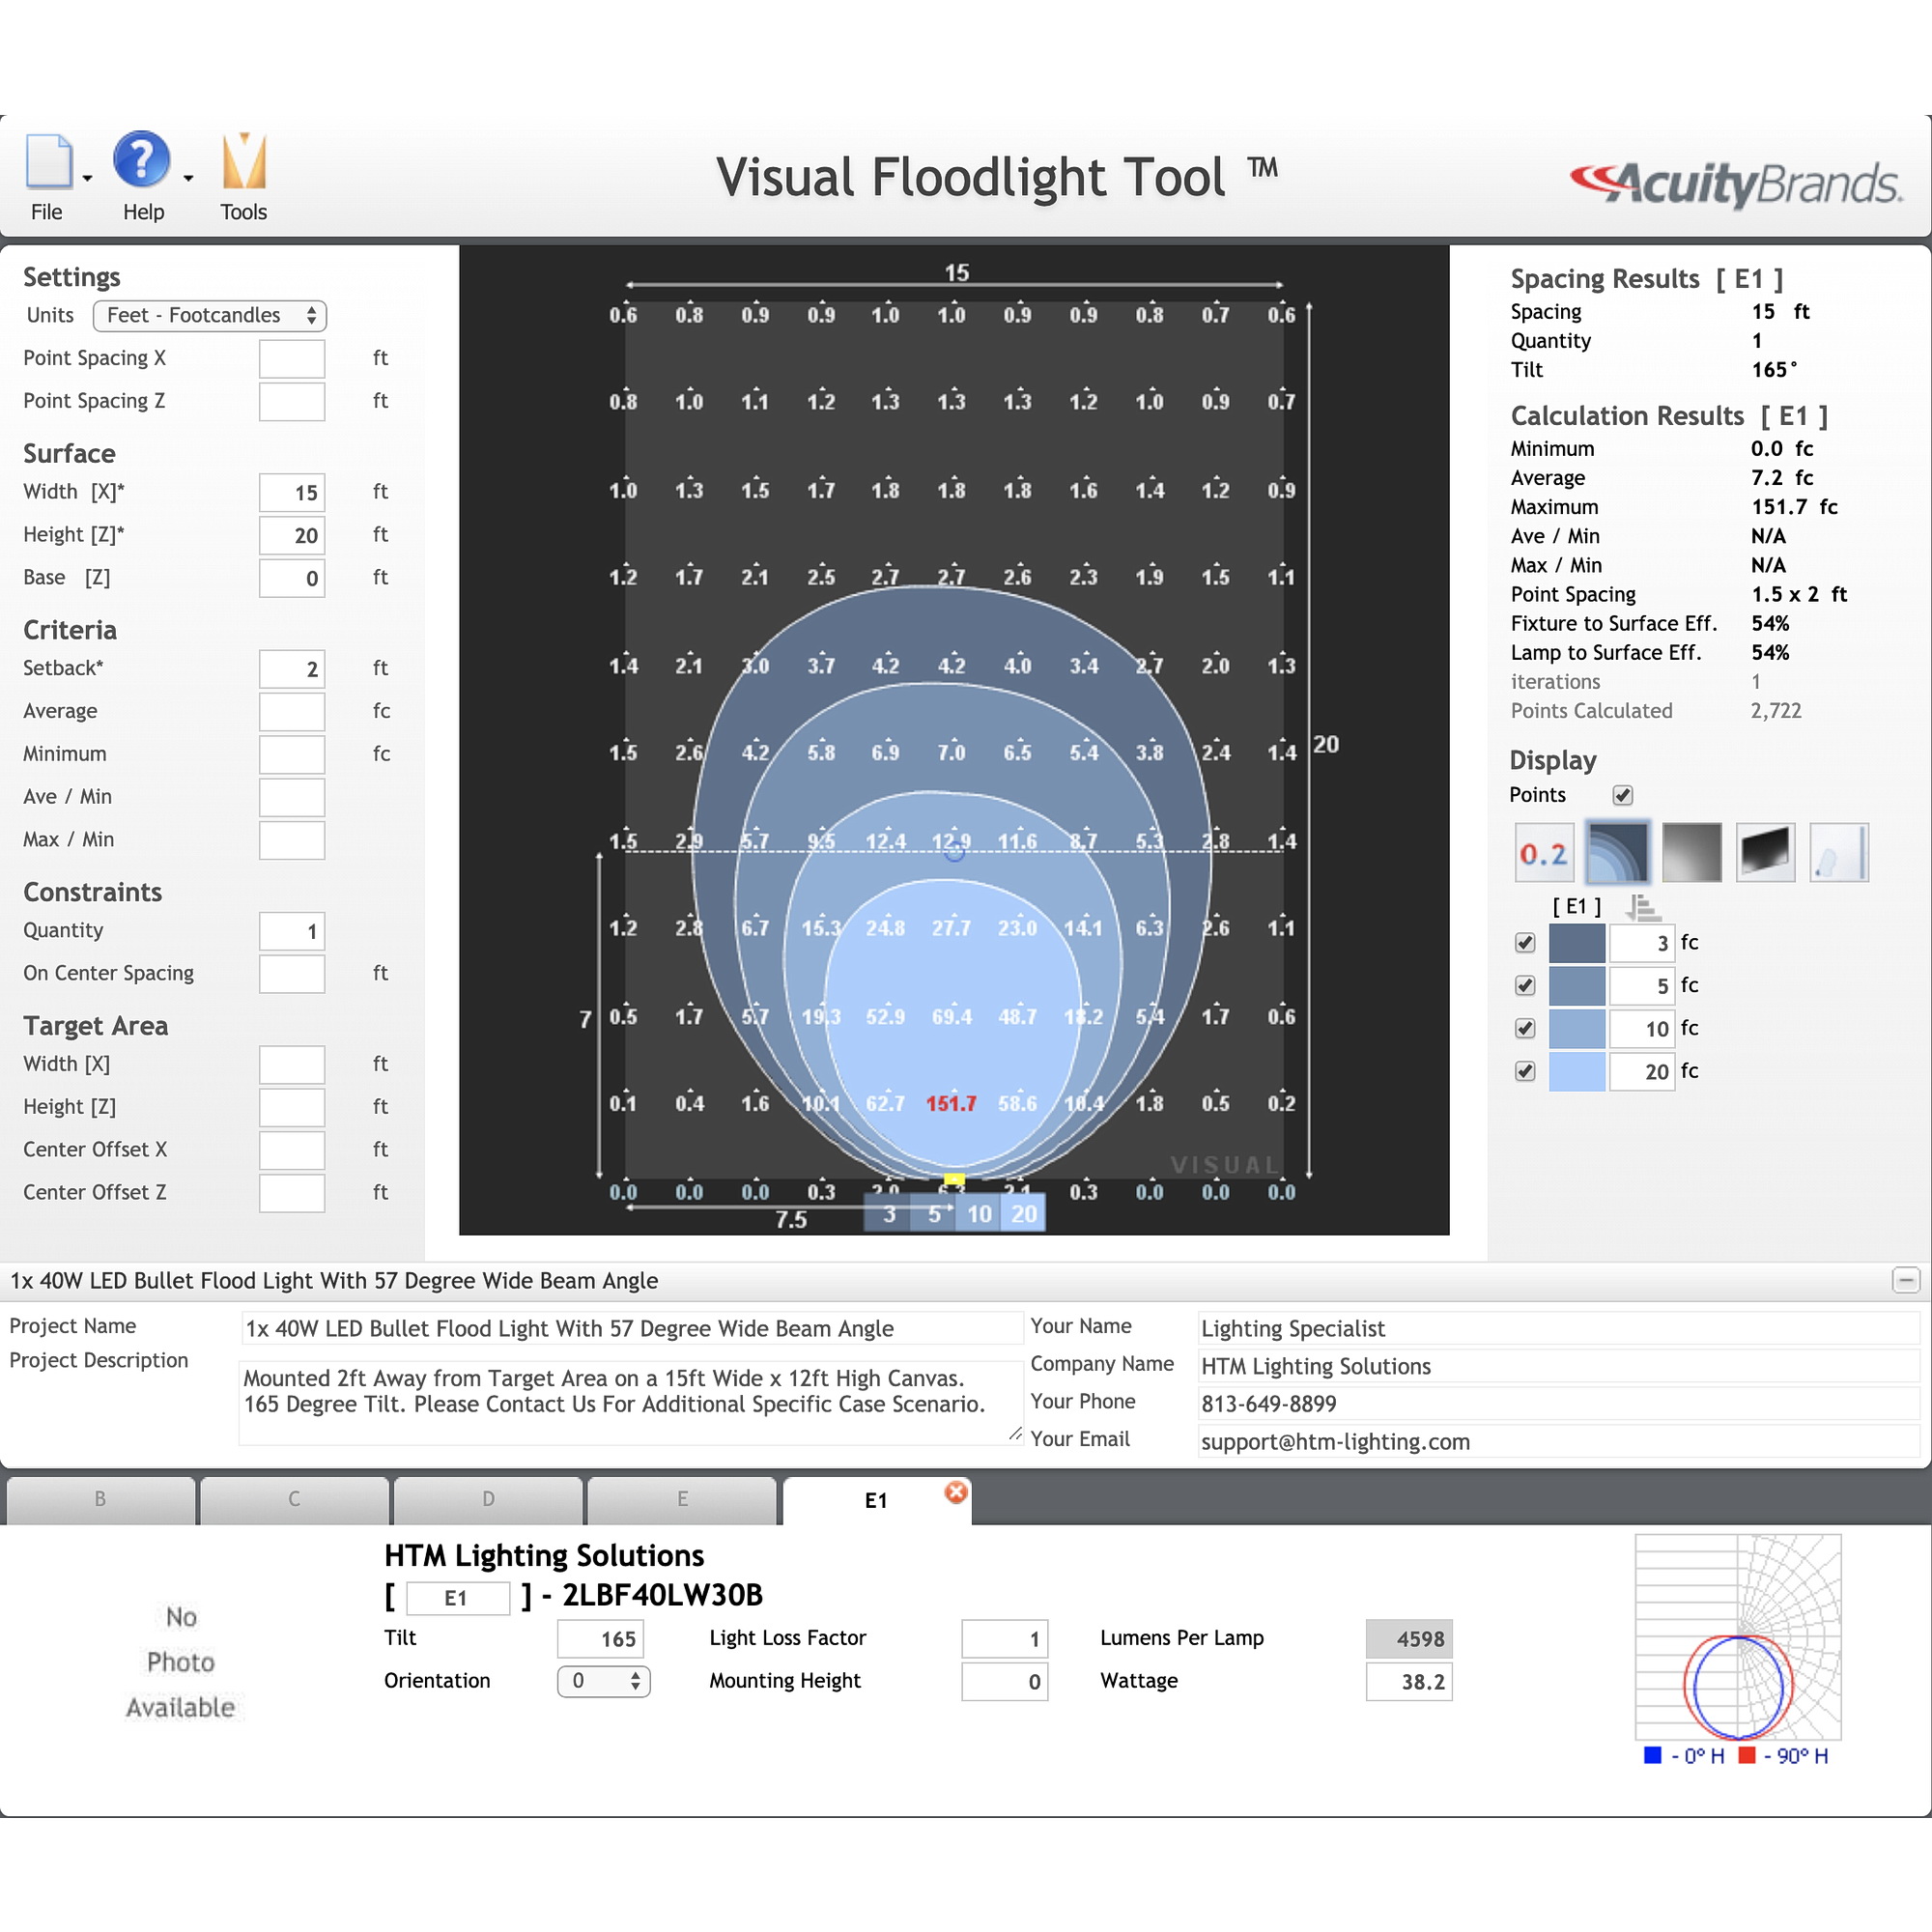 Visual Floodlight Tool ™
AcuityBrands.
File Help Tools
Settings
Units Feet - Footcandles
Point Spacing X ft
Point Spacing Z ft
Surface
Width [X]* 15 ft
Height [Z]* 20 ft
Base [Z] 0 ft
Criteria
Setback* 2 ft
Average fc
Minimum fc
Ave / Min
Max / Min
Constraints
Quantity 1
On Center Spacing ft
Target Area
Width [X] ft
Height [Z] ft
Center Offset X ft
Center Offset Z ft
15
0.6 0.8 0.9 0.9 1.0 1.0 0.9 0.9 0.8 0.7 0.6
0.8 1.0 1.1 1.2 1.3 1.3 1.3 1.2 1.0 0.9 0.7
1.0 1.3 1.5 1.7 1.8 1.8 1.8 1.6 1.4 1.2 0.9
1.2 1.7 2.1 2.5 2.7 2.7 2.6 2.3 1.9 1.5 1.1
1.4 2.1 3.0 3.7 4.2 4.2 4.0 3.4 2.7 2.0 1.3
1.5 2.6 4.2 5.8 6.9 7.0 6.5 5.4 3.8 2.4 1.4 20
1.5 2.9 5.7 9.5 12.4 12.9 11.6 8.7 5.3 2.8 1.4
1.2 2.8 6.7 15.3 24.8 27.7 23.0 14.1 6.3 2.6 1.1
7 0.5 1.7 5.7 19.3 52.9 69.4 48.7 18.2 5.4 1.7 0.6
0.1 0.4 1.6 10.1 62.7 151.7 58.6 10.4 1.8 0.5 0.2
VISUAL
0.0 0.0 0.0 0.3 2.0 6.3 2.1 0.3 0.0 0.0 0.0
7.5 3 5 10 20
Spacing Results [ E1 ]
Spacing 15 ft
Quantity 1
Tilt 165°
Calculation Results [ E1 ]
Minimum 0.0 fc
Average 7.2 fc
Maximum 151.7 fc
Ave / Min N/A
Max / Min N/A
Point Spacing 1.5 x 2 ft
Fixture to Surface Eff. 54%
Lamp to Surface Eff. 54%
iterations 1
Points Calculated 2,722
Display
Points
0.2
[ E1 ]
3 fc
5 fc
10 fc
20 fc
1x 40W LED Bullet Flood Light With 57 Degree Wide Beam Angle
Project Name 1x 40W LED Bullet Flood Light With 57 Degree Wide Beam Angle
Project Description Mounted 2ft Away from Target Area on a 15ft Wide x 12ft High Canvas.
165 Degree Tilt. Please Contact Us For Additional Specific Case Scenario.
Your Name Lighting Specialist
Company Name HTM Lighting Solutions
Your Phone 813-649-8899
Your Email support@htm-lighting.com
B C D E E1
No
Photo
Available
HTM Lighting Solutions
[ E1 ] - 2LBF40LW30B
Tilt 165 Light Loss Factor 1 Lumens Per Lamp 4598
Orientation 0 Mounting Height 0 Wattage 38.2
- 0° H - 90° H